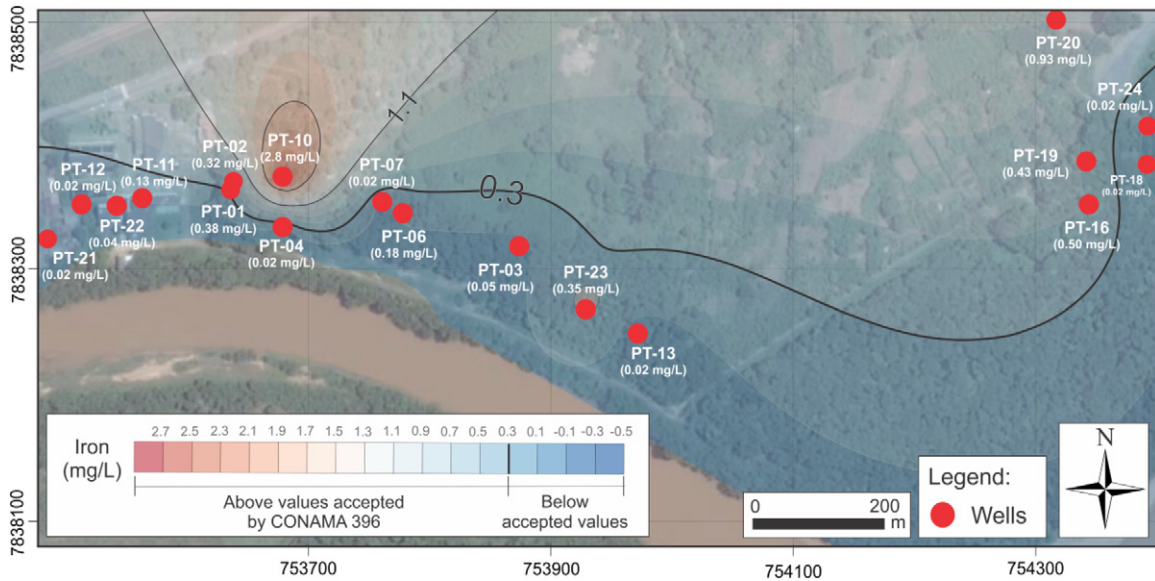 7838500
7838300
7838100
PT-20
(0.93 mg/L)
PT-24
(0.02 mg/L)
1.1
PT-02
(0.32 mg/L)
PT-10
(2.8 mg/L)
PT-12
(0.02 mg/L)
PT-11
(0.13 mg/L)
PT-07
(0.02 mg/L)
PT-19
(0.43 mg/L)
PT-18
(0.02 mg/L)
0.3
PT-22
(0.04 mg/L)
PT-01
(0.38 mg/L)
PT-04
(0.02 mg/L)
PT-06
(0.18 mg/L)
PT-16
(0.50 mg/L)
PT-21
(0.02 mg/L)
PT-03
(0.05 mg/L)
PT-23
(0.35 mg/L)
PT-13
(0.02 mg/L)
Iron
(mg/L)
2.7 2.5 2.3 2.1 1.9 1.7 1.5 1.3 1.1 0.9 0.7 0.5 0.3 0.1 -0.1 -0.3 -0.5
Above values accepted
by CONAMA 396
Below
accepted values
0 200
m
Legend:
Wells
N
753700 753900 754100 754300